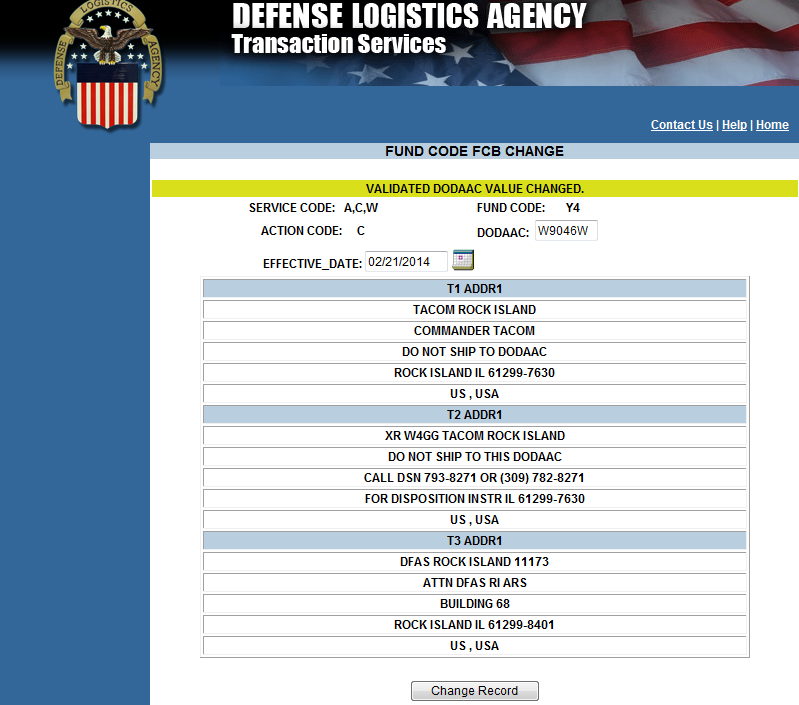 DEFENSE LOGISTICS AGENCY
Transaction Services
LOGISTICS
DEFENSE
AGENCY
Contact Us | Help | Home
FUND CODE FCB CHANGE
VALIDATED DODAAC VALUE CHANGED.
SERVICE CODE: A,C,W FUND CODE: Y4
ACTION CODE: C DODAAC: W9046W
EFFECTIVE_DATE: 02/21/2014
T1 ADDR1
TACOM ROCK ISLAND
COMMANDER TACOM
DO NOT SHIP TO DODAAC
ROCK ISLAND IL 61299-7630
US , USA
T2 ADDR1
XR W4GG TACOM ROCK ISLAND
DO NOT SHIP TO THIS DODAAC
CALL DSN 793-8271 OR (309) 782-8271
FOR DISPOSITION INSTR IL 61299-7630
US , USA
T3 ADDR1
DFAS ROCK ISLAND 11173
ATTN DFAS RI ARS
BUILDING 68
ROCK ISLAND IL 61299-8401
US , USA
Change Record